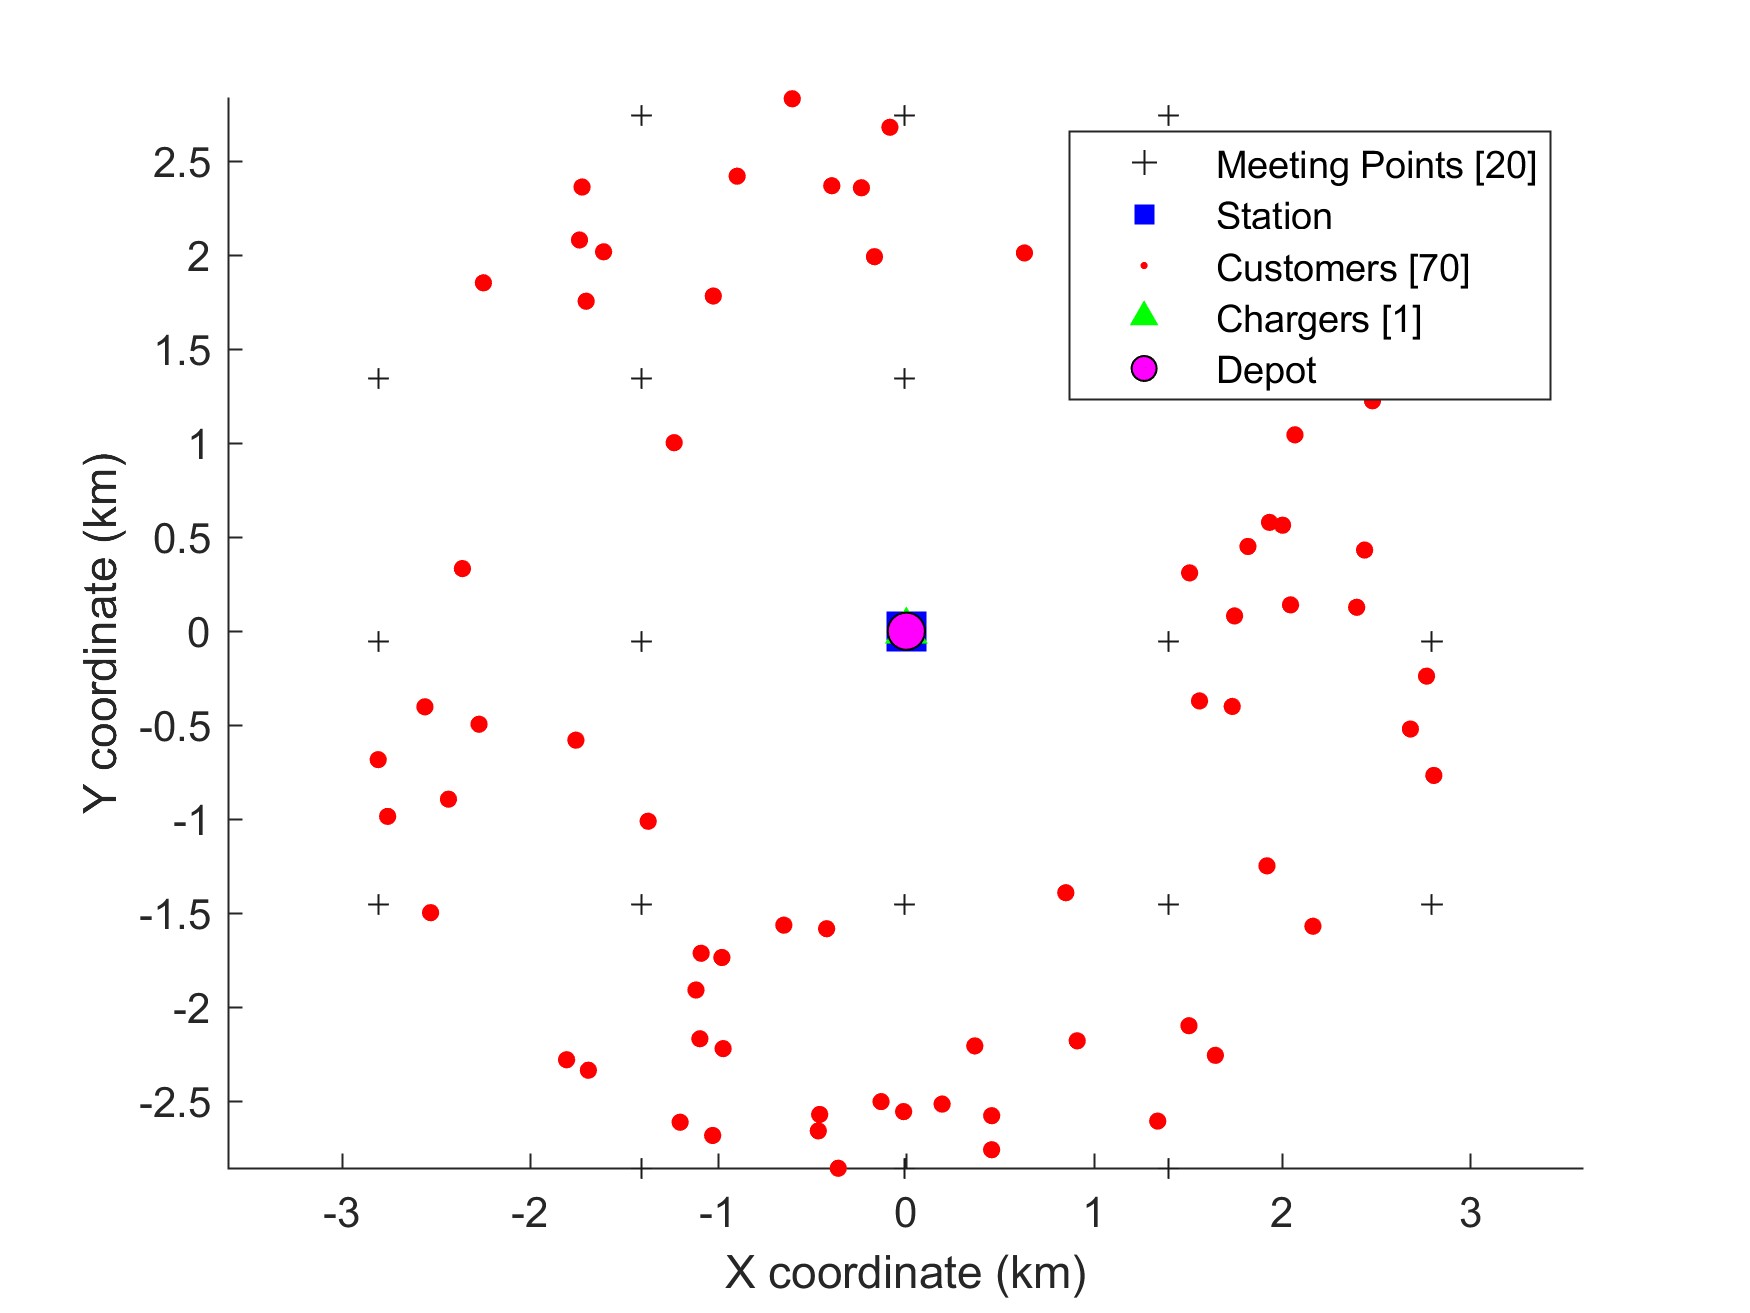 Meeting Points [20]
Station
Customers [70]
Chargers [1]
Depot
2.5
2
1.5
1
0.5
0
-0.5
-1
-1.5
-2
-2.5
Y coordinate (km)
-3 -2 -1 0 1 2 3
X coordinate (km)